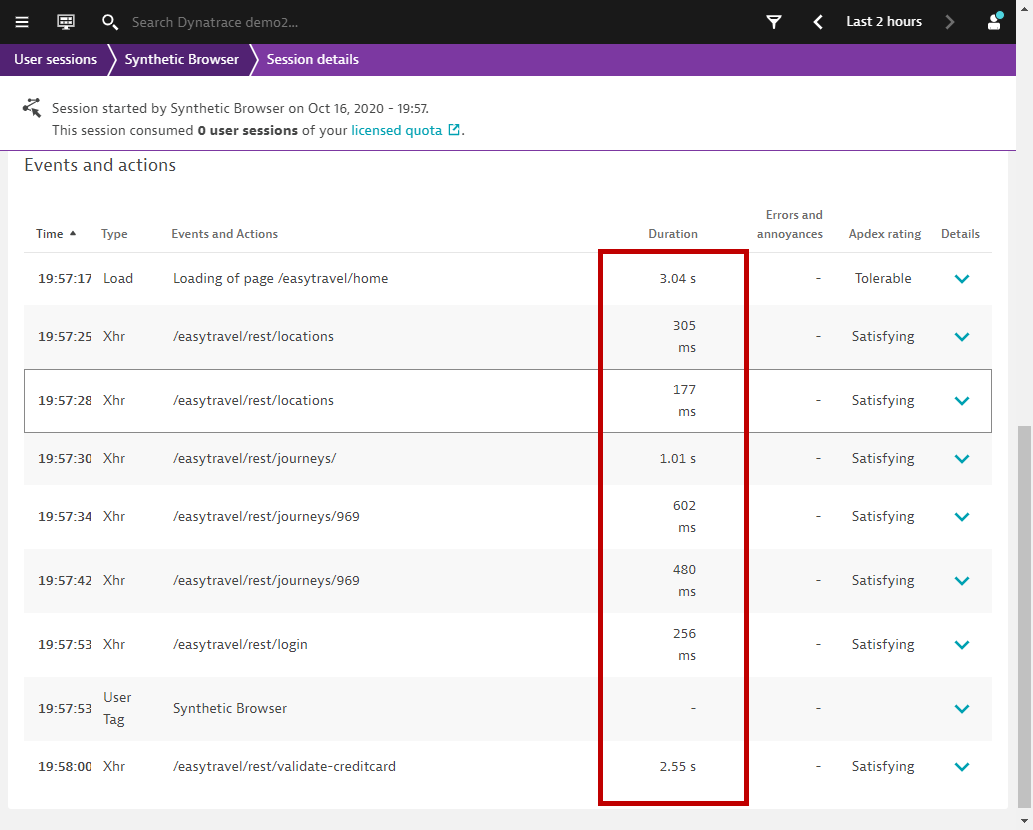 Search Dynatrace demo2...
Last 2 hours
User sessions
Synthetic Browser
Session details
Session started by Synthetic Browser on Oct 16, 2020 - 19:57.
This session consumed 0 user sessions of your licensed quota.
Events and actions
Time Type Events and Actions Duration Errors and annoyances Apdex rating Details
19:57:17 Load Loading of page /easytravel/home 3.04 s - Tolerable
19:57:25 Xhr /easytravel/rest/locations 305 ms - Satisfying
19:57:28 Xhr /easytravel/rest/locations 177 ms - Satisfying
19:57:30 Xhr /easytravel/rest/journeys/ 1.01 s - Satisfying
19:57:34 Xhr /easytravel/rest/journeys/969 602 ms - Satisfying
19:57:42 Xhr /easytravel/rest/journeys/969 480 ms - Satisfying
19:57:53 Xhr /easytravel/rest/login 256 ms - Satisfying
19:57:53 User Tag Synthetic Browser - -
19:58:00 Xhr /easytravel/rest/validate-creditcard 2.55 s - Satisfying